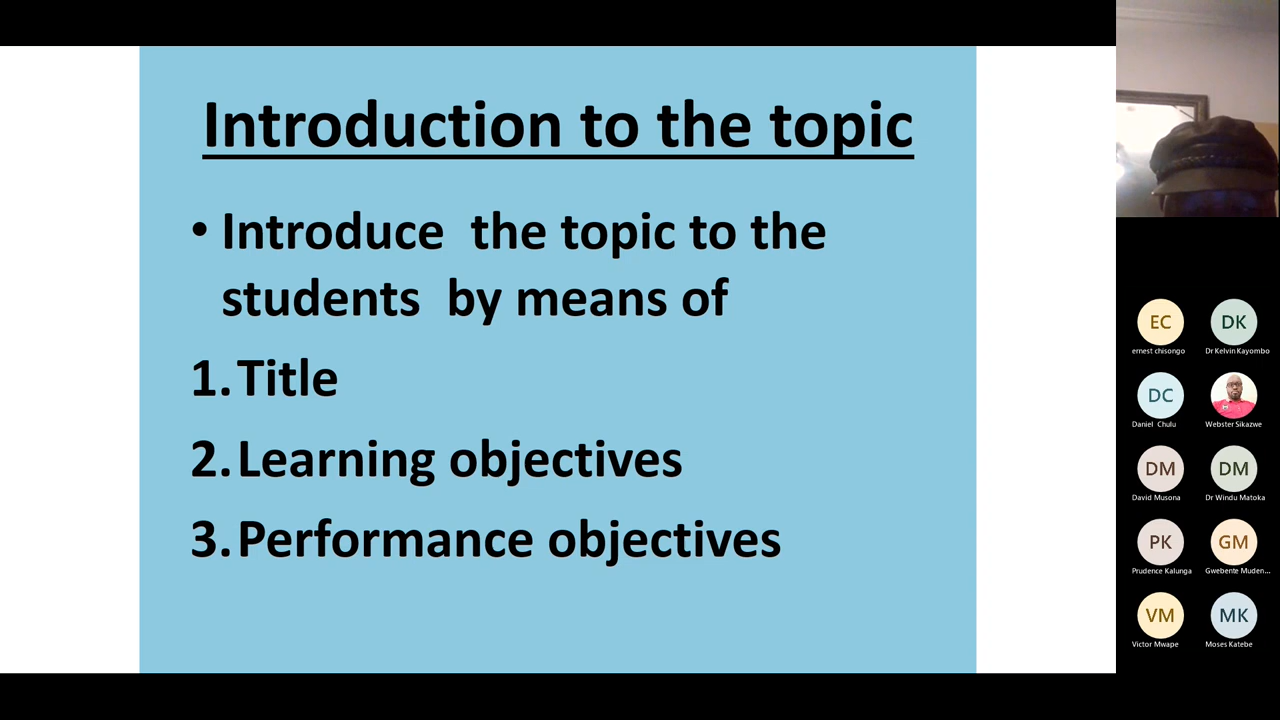 Introduction to the topic
• Introduce the topic to the
students by means of
1. Title
2. Learning objectives
3. Performance objectives
EC
ernest chisongo
DK
Dr Kelvin Kayombo
DC
Daniel Chulu
Webster Sikazwe
DM
David Musona
DM
Dr Windu Matoka
PK
Prudence Kalunga
GM
Gwebente Muden...
VM
Victor Mwape
MK
Moses Katebe